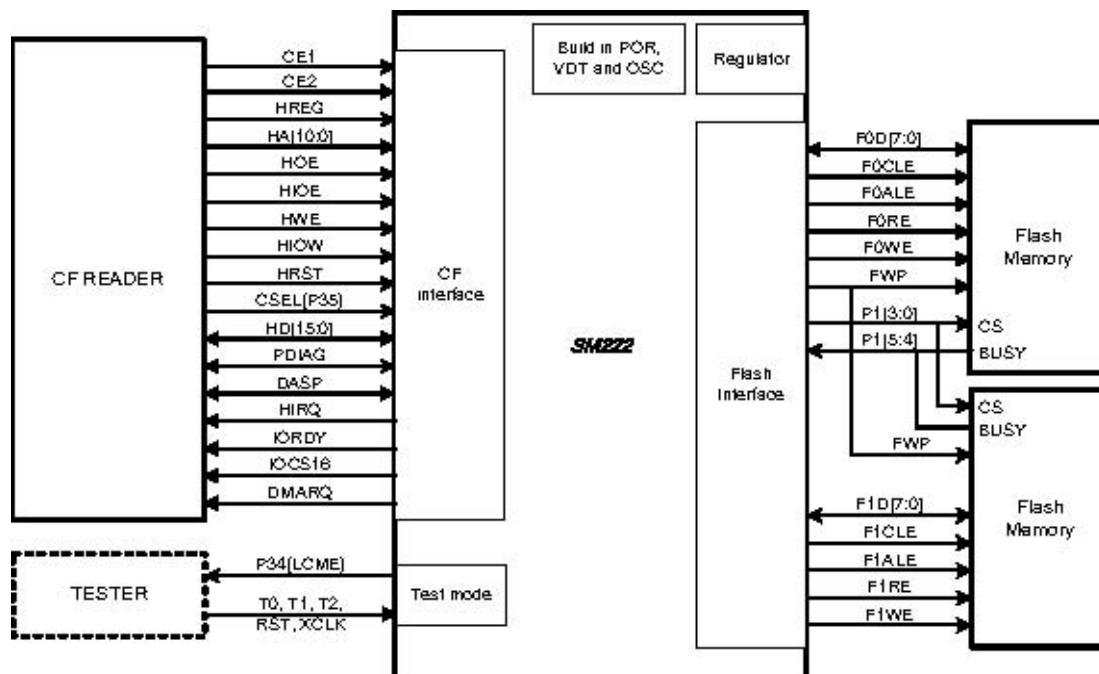 CF READER
CE1
CE2
HREG
HA[10:0]
HOE
HIOE
HWE
HIOW
HRST
CSEL(P35)
HD[15:0]
PDIAG
DASP
HIRQ
IORDY
IOCS16
DMARQ
CF
interface
TESTER
P34(LCME)
T0, T1, T2,
RST, XCLK
Test mode
Build in POR,
VDT and OSC
Regulator
SM222
Flash
Interface
F0D[7:0]
F0CLE
F0ALE
F0RE
F0WE
FWP
P1[3:0]
P1[5:4]
Flash
Memory
CS
BUSY
CS
BUSY
FWP
F1D[7:0]
F1CLE
F1ALE
F1RE
F1WE
Flash
Memory